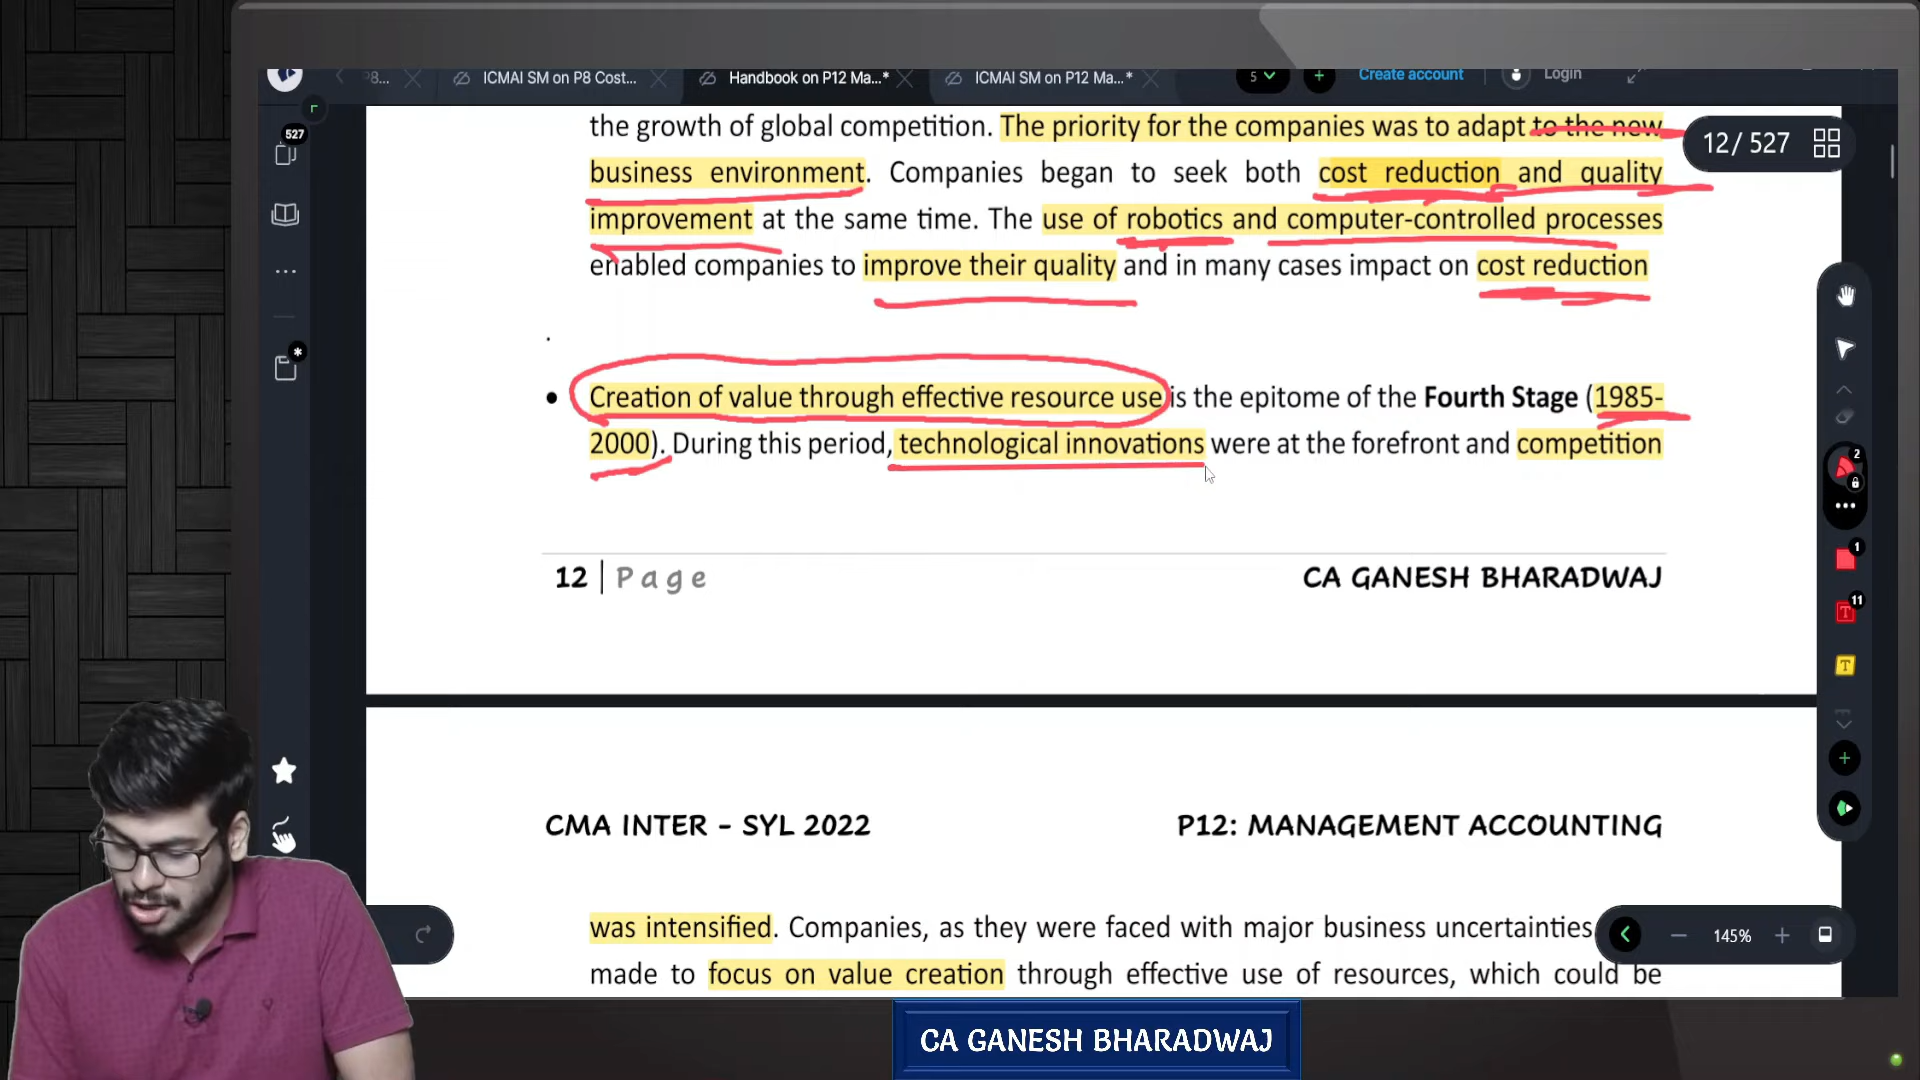 P8...
ICMAI SM on P8 Cost...
Handbook on P12 Ma...*
ICMAI SM on P12 Ma...*
5
Create account
Login
527
12/ 527
the growth of global competition. The priority for the companies was to adapt to the new
business environment. Companies began to seek both cost reduction and quality
improvement at the same time. The use of robotics and computer-controlled processes
enabled companies to improve their quality and in many cases impact on cost reduction
.
• Creation of value through effective resource use is the epitome of the Fourth Stage (1985-
2000). During this period, technological innovations were at the forefront and competition
12 | Page
CA GANESH BHARADWAJ
2
1
11
T
T
CMA INTER – SYL 2022
P12: MANAGEMENT ACCOUNTING
was intensified. Companies, as they were faced with major business uncertainties
made to focus on value creation through effective use of resources, which could be
145%
CA GANESH BHARADWAJ